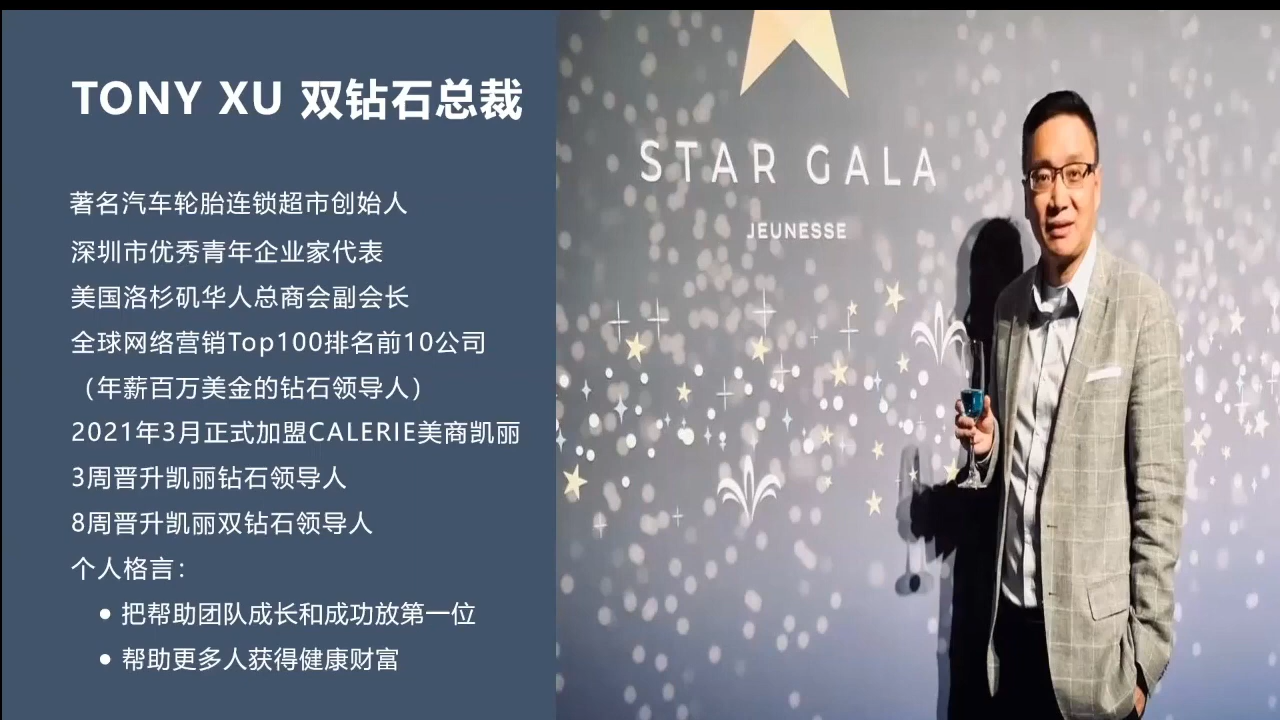 TONY XU 双钻石总裁
著名汽车轮胎连锁超市创始人
深圳市优秀青年企业家代表
美国洛杉矶华人总商会副会长
全球网络营销Top100排名前10公司
（年薪百万美金的钻石领导人）
2021年3月正式加盟CALERIE美商凯丽
3周晋升凯丽钻石领导人
8周晋升凯丽双钻石领导人
个人格言：
• 把帮助团队成长和成功放第一位
• 帮助更多人获得健康财富
STAR GALA
JEUNESSE